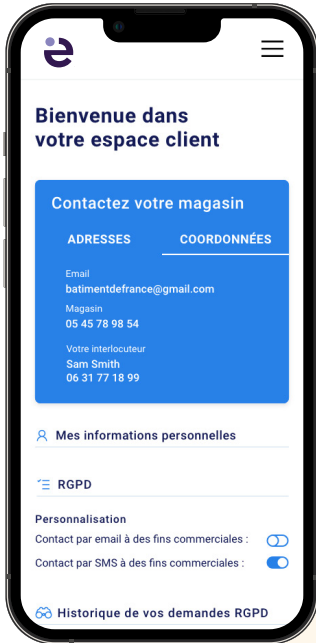 Bienvenue dans
votre espace client
Contactez votre magasin
ADRESSES COORDONNÉES
Email
batimentdefrance@gmail.com
Magasin
05 45 78 98 54
Votre interlocuteur
Sam Smith
06 31 77 18 99
Mes informations personnelles
RGPD
Personnalisation
Contact par email à des fins commerciales :
Contact par SMS à des fins commerciales :
Historique de vos demandes RGPD